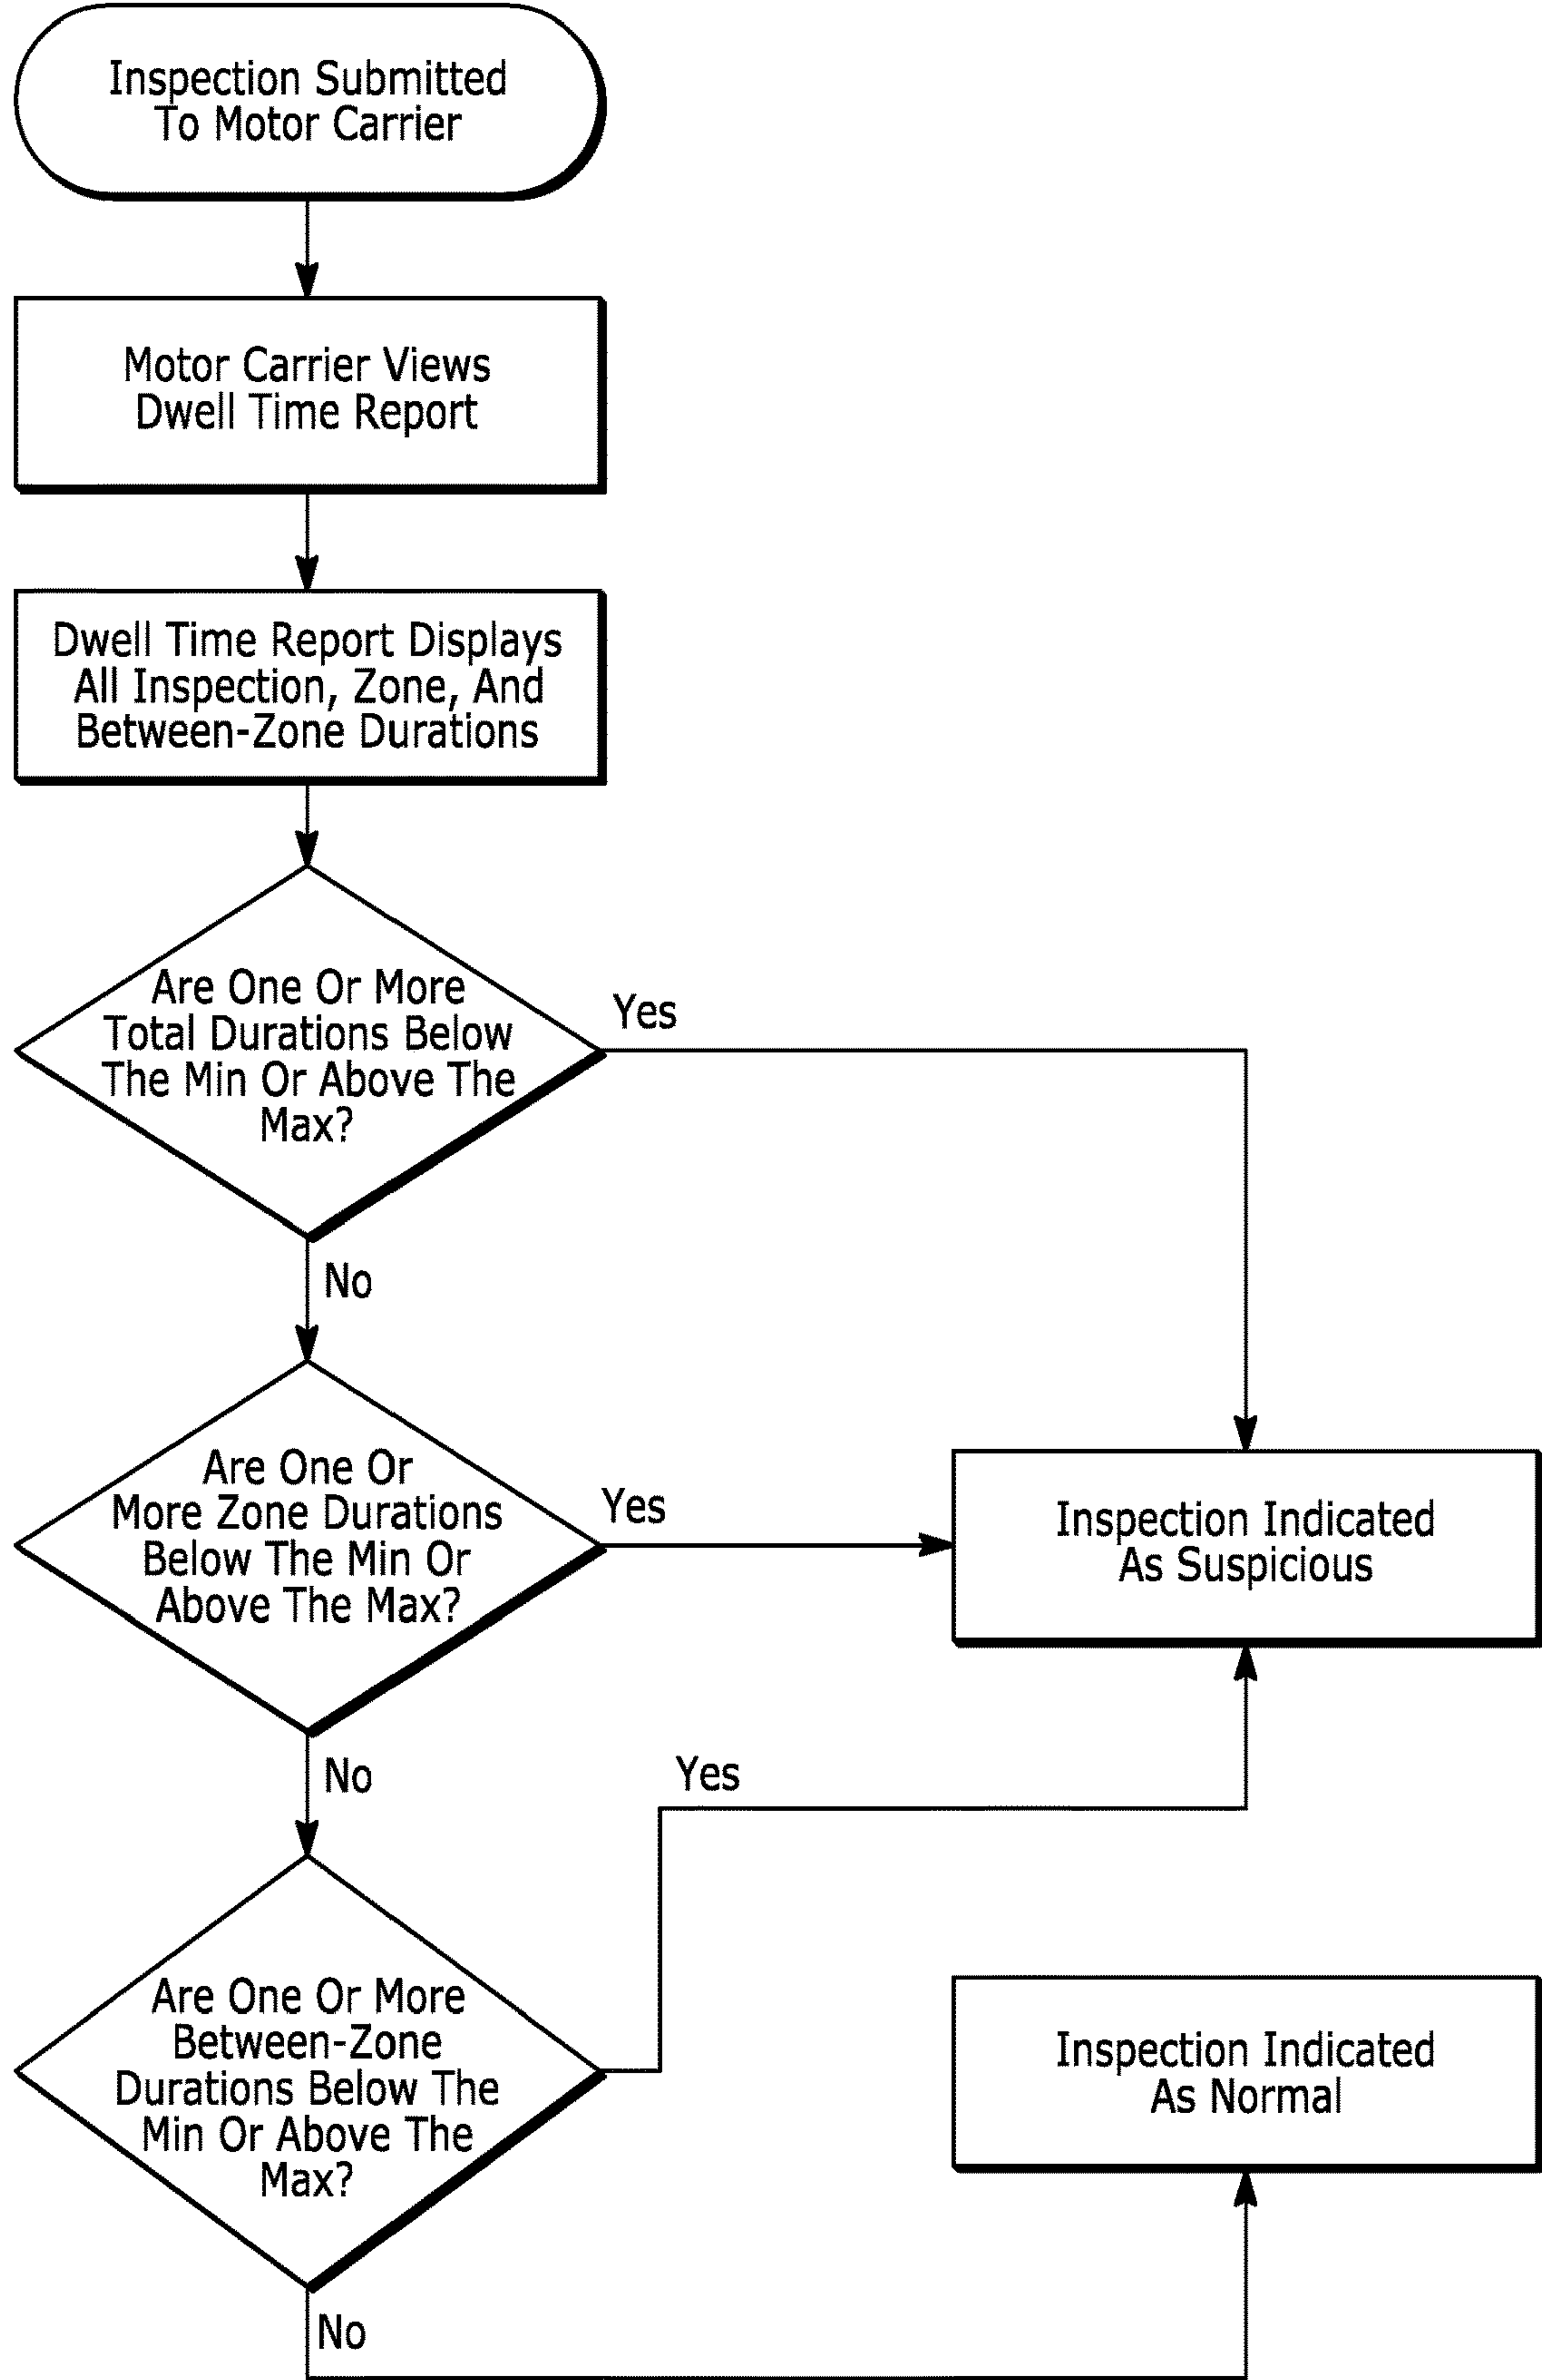 Inspection Submitted
To Motor Carrier
Motor Carrier Views
Dwell Time Report
Dwell Time Report Displays
All Inspection, Zone, And
Between-Zone Durations
Are One Or More
Total Durations Below
The Min Or Above The
Max?
Yes
No
Are One Or
More Zone Durations
Below The Min Or
Above The Max?
Yes
Inspection Indicated
As Suspicious
No
Yes
Are One Or More
Between-Zone
Durations Below The
Min Or Above The
Max?
Inspection Indicated
As Normal
No